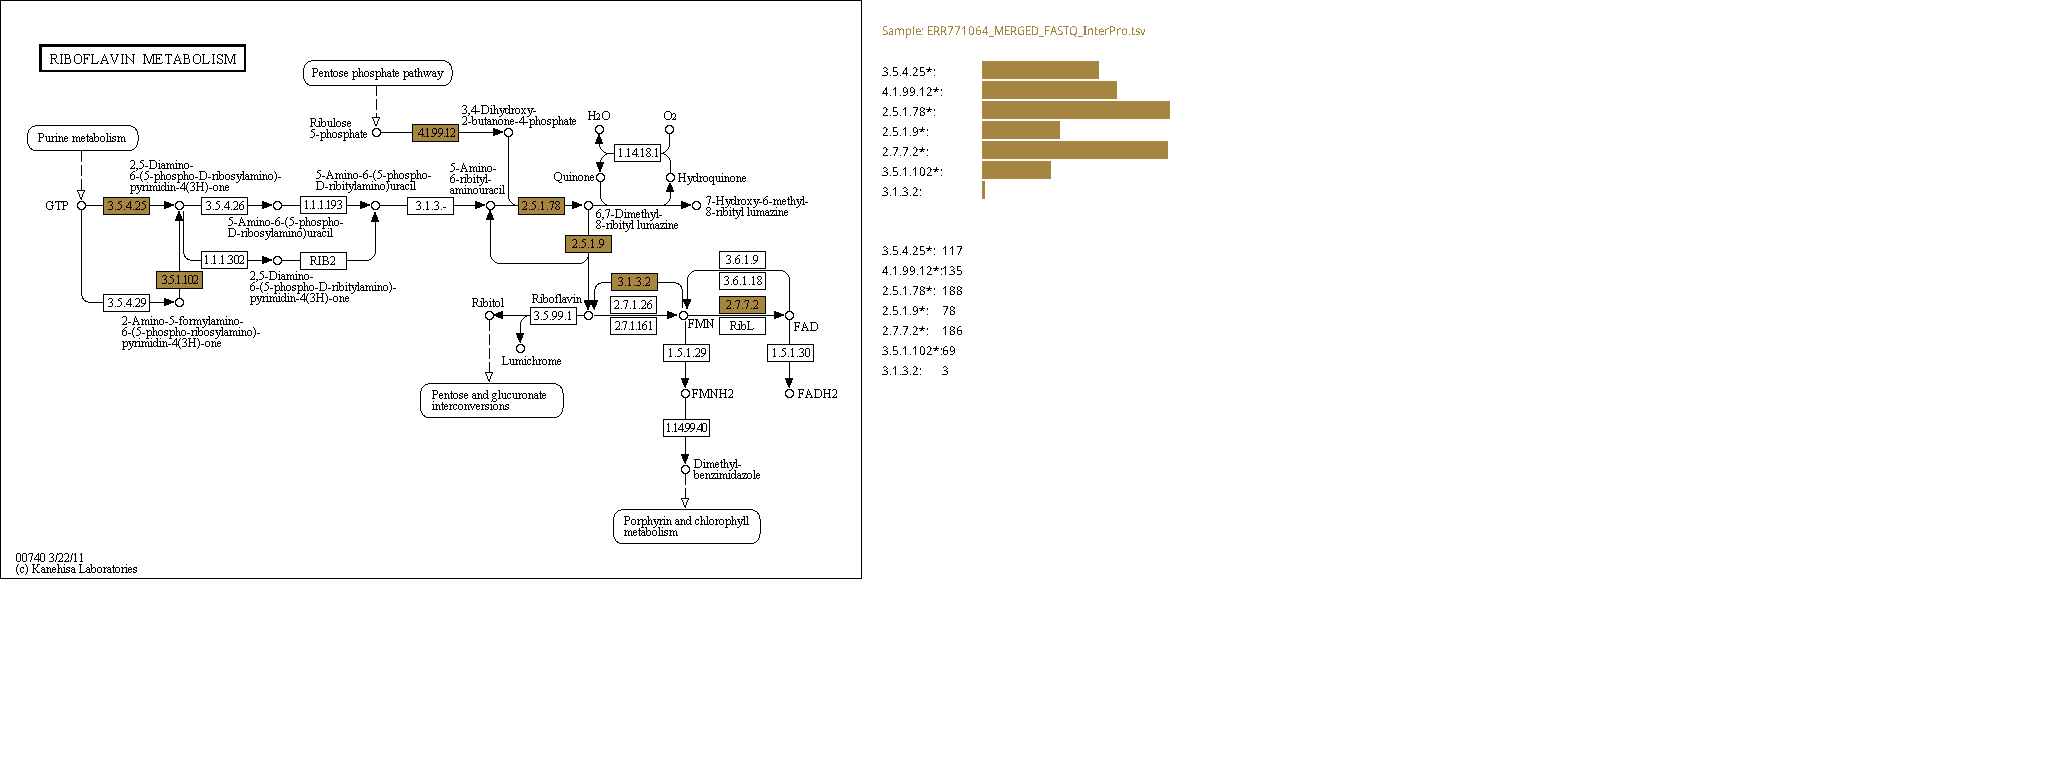 RIBOFLAVIN METABOLISM
Pentose phosphate pathway
Purine metabolism
Ribulose
5-phosphate
4.1.99.12
3,4-Dihydroxy-
2-butanone-4-phosphate
H2O
O2
1.14.18.1
Quinone
Hydroquinone
2,5-Diamino-
6-(5-phospho-D-ribosylamino)-
pyrimidin-4(3H)-one
5-Amino-6-(5-phospho-
D-ribitylamino)uracil
5-Amino-
6-ribityl-
aminouracil
GTP
3.5.4.25
3.5.4.26
1.1.1.193
3.1.3.-
2.5.1.78
7-Hydroxy-6-methyl-
8-ribityl lumazine
5-Amino-6-(5-phospho-
D-ribosylamino)uracil
6,7-Dimethyl-
8-ribityl lumazine
2.5.1.9
1.1.1.302
RIB2
3.5.1.102
2,5-Diamino-
6-(5-phospho-D-ribitylamino)-
pyrimidin-4(3H)-one
3.5.4.29
2-Amino-5-formylamino-
6-(5-phospho-ribosylamino)-
pyrimidin-4(3H)-one
3.6.1.9
3.6.1.18
3.1.3.2
2.7.1.26
2.7.7.2
Ribitol
Riboflavin
3.5.99.1
2.7.1.161
FMN
RibL
FAD
Lumichrome
1.5.1.29
1.5.1.30
Pentose and glucuronate
interconversions
FMNH2
FADH2
1.14.99.40
Dimethyl-
benzimidazole
Porphyrin and chlorophyll
metabolism
00740 3/22/11
(c) Kanehisa Laboratories
Sample: ERR771064_MERGED_FASTQ_InterPro.tsv
3.5.4.25*:
4.1.99.12*:
2.5.1.78*:
2.5.1.9*:
2.7.7.2*:
3.5.1.102*:
3.1.3.2:
3.5.4.25*: 117
4.1.99.12*:135
2.5.1.78*: 188
2.5.1.9*: 78
2.7.7.2*: 186
3.5.1.102*:69
3.1.3.2: 3